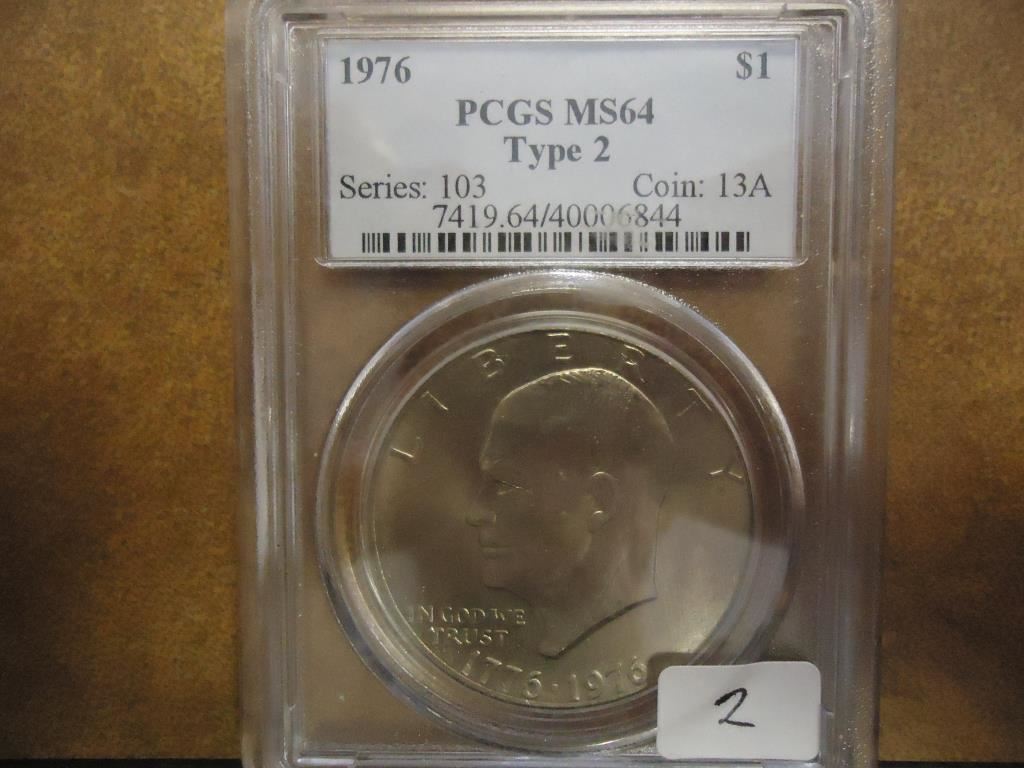 1976 $1
PCGS MS64
Type 2
Series: 103 Coin: 13A
7419.64/40006844
LIBERTY
IN GOD WE
TRUST
1776·1976
2